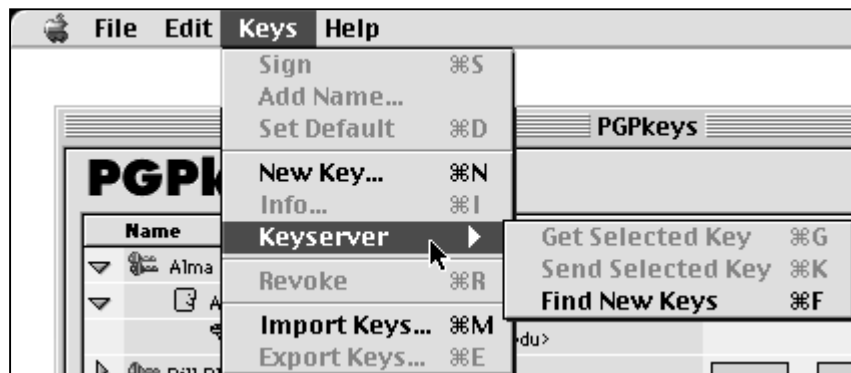 File Edit Keys Help
Sign ⌘S
Add Name...
Set Default ⌘D
PGPkeys
New Key... ⌘N
Info... ⌘I
Name
Keyserver
Get Selected Key ⌘G
Alma
Send Selected Key ⌘K
Revoke ⌘R
Find New Keys ⌘F
Import Keys... ⌘M
du>
Export Keys... ⌘E